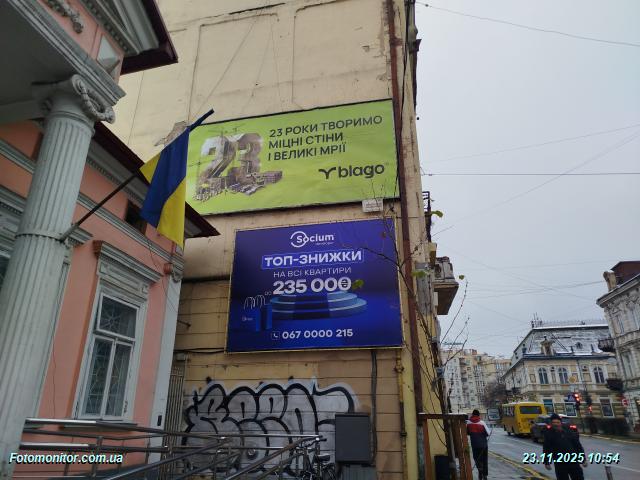 23 РОКИ ТВОРИМО
МІЦНІ СТІНИ
І ВЕЛИКІ МРІЇ
23
blago
Socium
ТОП-ЗНИЖКИ
НА ВСІ КВАРТИРИ
ДО
235 000₴
067 0000 215
Fotomonitor.com.ua
23.11.2025 10:54